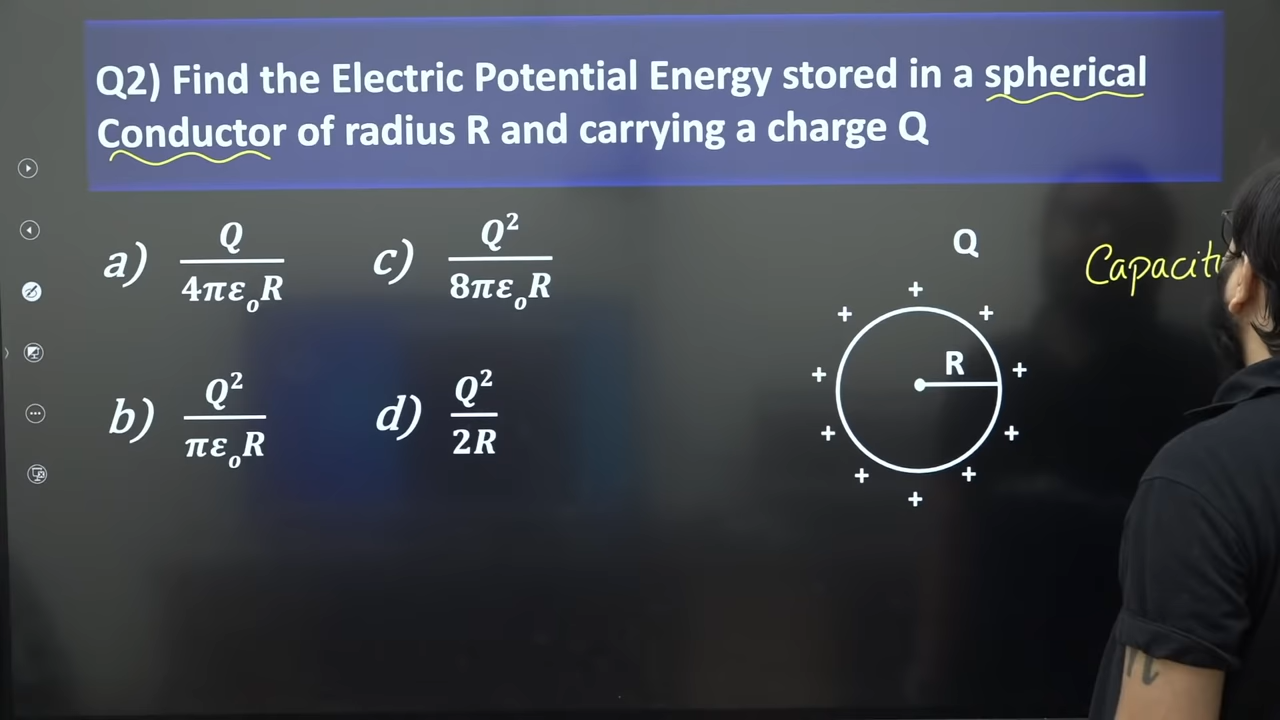 Q2) Find the Electric Potential Energy stored in a spherical
Conductor of radius R and carrying a charge Q
a) Q/4πε₀R
c) Q²/8πε₀R
b) Q²/πε₀R
d) Q²/2R
Q
R
+ + + + + + + + + +